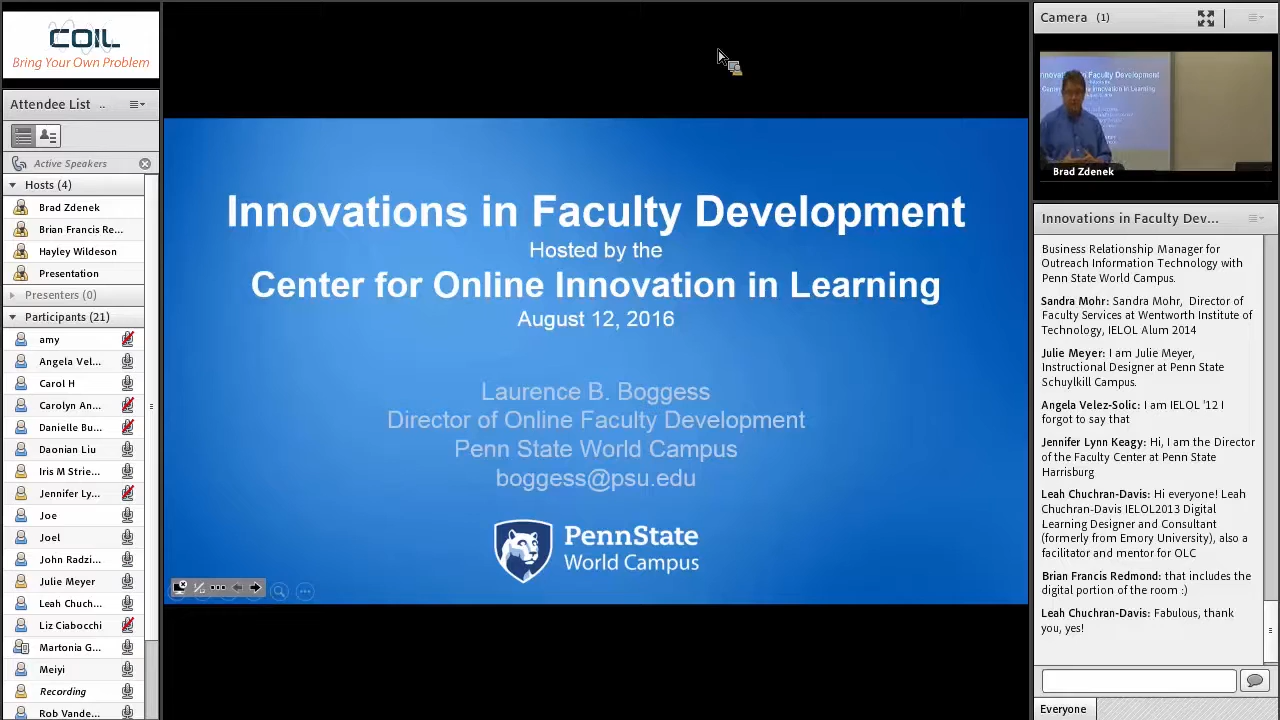 COIL
Bring Your Own Problem
Attendee List ..
Active Speakers
Hosts (4)
Brad Zdenek
Brian Francis Re...
Hayley Wildeson
Presentation
Presenters (0)
Participants (21)
amy
Angela Vel...
Carol H
Carolyn An...
Danielle Bu...
Daonian Liu
Iris M Strie...
Jennifer Ly...
Joe
Joel
John Radzi...
Julie Meyer
Leah Chuch...
Liz Ciabocchi
Martonia G...
Meiyi
Recording
Rob Vande...
Innovations in Faculty Development
Hosted by the
Center for Online Innovation in Learning
August 12, 2016
Laurence B. Boggess
Director of Online Faculty Development
Penn State World Campus
boggess@psu.edu
PennState
World Campus
Camera (1)
Brad Zdenek
Innovations in Faculty Dev...
Business Relationship Manager for
Outreach Information Technology with
Penn State World Campus.
Sandra Mohr: Sandra Mohr, Director of
Faculty Services at Wentworth Institute of
Technology, IELOL Alum 2014
Julie Meyer: I am Julie Meyer,
Instructional Designer at Penn State
Schuylkill Campus.
Angela Velez-Solic: I am IELOL '12 I
forgot to say that
Jennifer Lynn Keagy: Hi, I am the Director
of the Faculty Center at Penn State
Harrisburg
Leah Chuchran-Davis: Hi everyone! Leah
Chuchran-Davis IELOL2013 Digital
Learning Designer and Consultant
(formerly from Emory University), also a
facilitator and mentor for OLC
Brian Francis Redmond: that includes the
digital portion of the room :)
Leah Chuchran-Davis: Fabulous, thank
you, yes!
Everyone